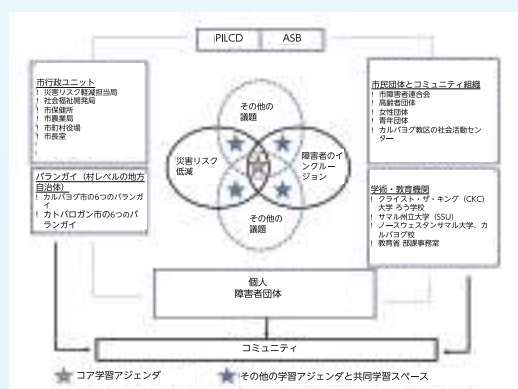 PILCD
ASB
市行政ユニット
! 災害リスク軽減担当局
! 社会福祉開発局
! 市保健所
! 市農業局
! 市町村役場
! 市長室
!
!
バランガイ（村レベルの地方
自治体）
! カルバヨグ市の6つのバランガ
イ
! カトバロガン市の6つのバ
ランガイ
その他の
議題
災害リスク
低減
障害者のイン
クルー
ジョン
その他の
議題
市民団体とコミュニティ組織
! 市障害者連合会
! 高齢者団体
! 女性団体
! 青年団体
! カルバヨグ教区の社会活動セン
ター
学術・教育機関
! クライスト・ザ・キング（CKC）
大学 ろう学校
! サマル州立大学（SSU）
! ノースウェスタンサマル大学、カ
ルバヨグ校
! 教育省 部課事務室
個人
障害者団体
コミュニティ
コア学習アジェンダ
その他の学習アジェンダと共同学習スペース